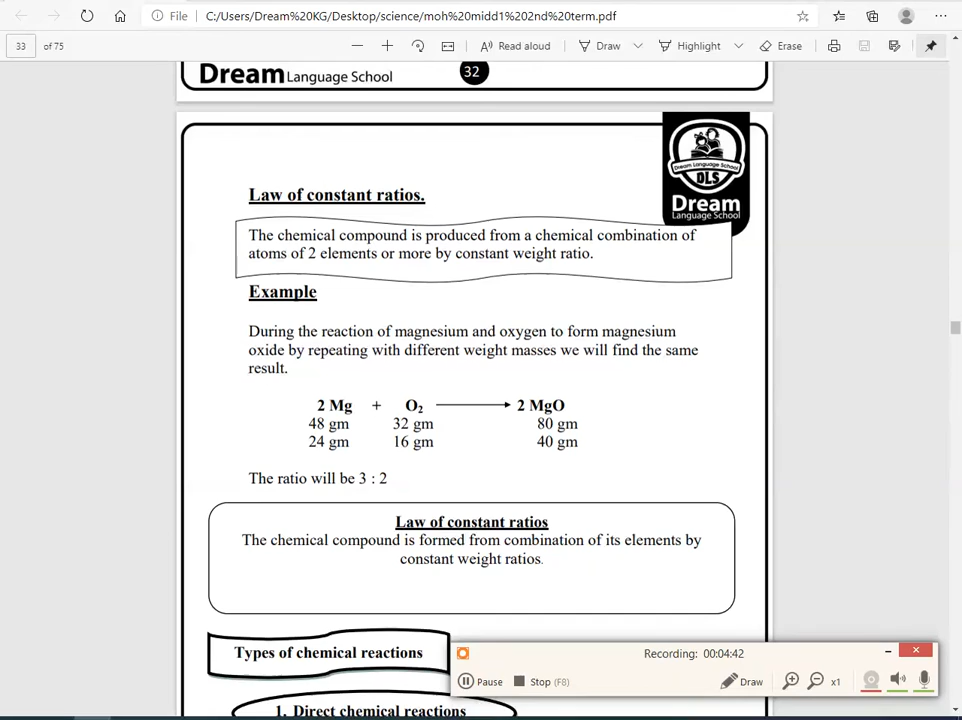 File C:/Users/Dream%20KG/Desktop/science/moh%20midd1%202nd%20term.pdf
33 of 75 Read aloud Draw Highlight Erase
Dream Language School 32
Dream Language School
DLS
Dream
Language School
Law of constant ratios.
The chemical compound is produced from a chemical combination of
atoms of 2 elements or more by constant weight ratio.
Example
During the reaction of magnesium and oxygen to form magnesium
oxide by repeating with different weight masses we will find the same
result.
2 Mg + O₂ → 2 MgO
48 gm 32 gm 80 gm
24 gm 16 gm 40 gm
The ratio will be 3 : 2
Law of constant ratios
The chemical compound is formed from combination of its elements by
constant weight ratios.
Types of chemical reactions
1. Direct chemical reactions
Recording: 00:04:42
Pause Stop (F8) Draw x1